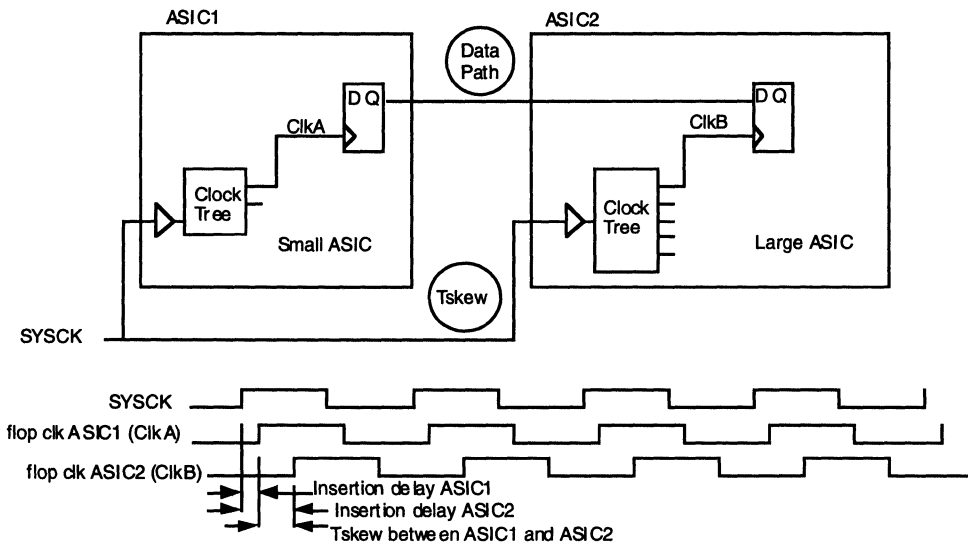 ASIC1
ASIC2
Data
Path
D Q
D Q
ClkA
ClkB
Clock
Tree
Clock
Tree
Small ASIC
Large ASIC
Tskew
SYSCK
SYSCK
flop clk ASIC1 (ClkA)
flop clk ASIC2 (ClkB)
Insertion delay ASIC1
Insertion delay ASIC2
Tskew between ASIC1 and ASIC2